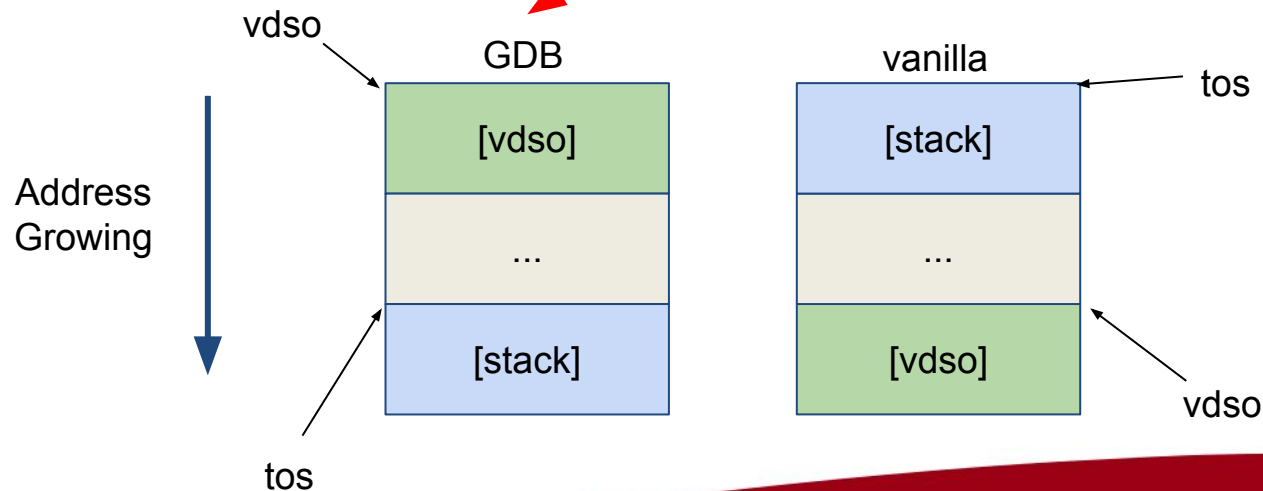 vdso
GDB
vanilla
tos
[vdso]
[stack]
Address
Growing
...
...
[stack]
[vdso]
vdso
tos